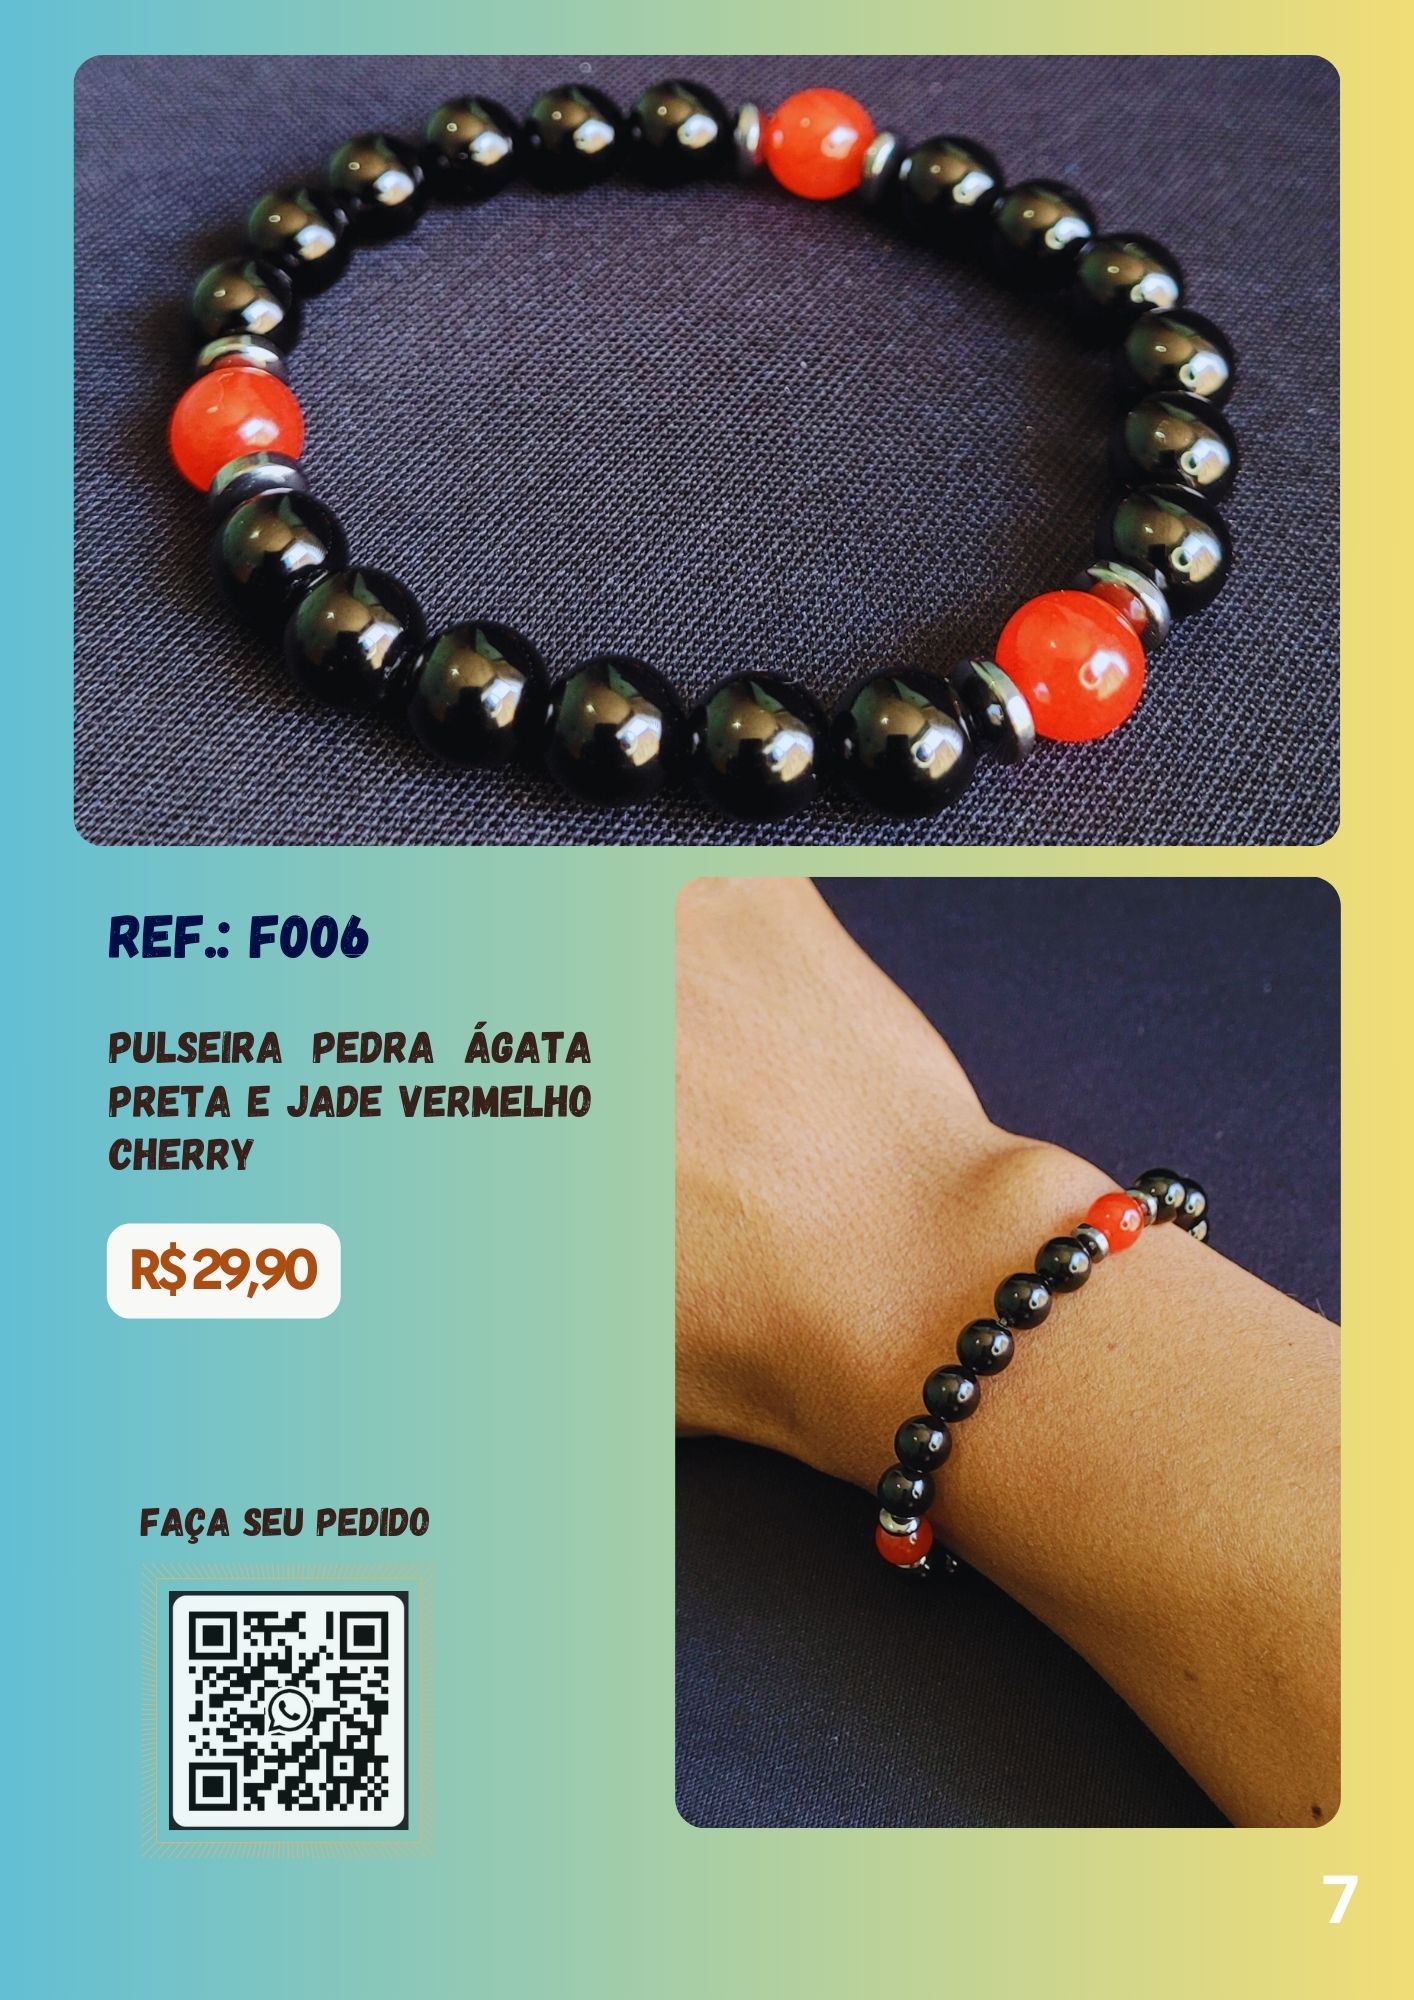 REF.: F006
PULSEIRA PEDRA ÁGATA
PRETA E JADE VERMELHO
CHERRY
R$ 29,90
FAÇA SEU PEDIDO
7